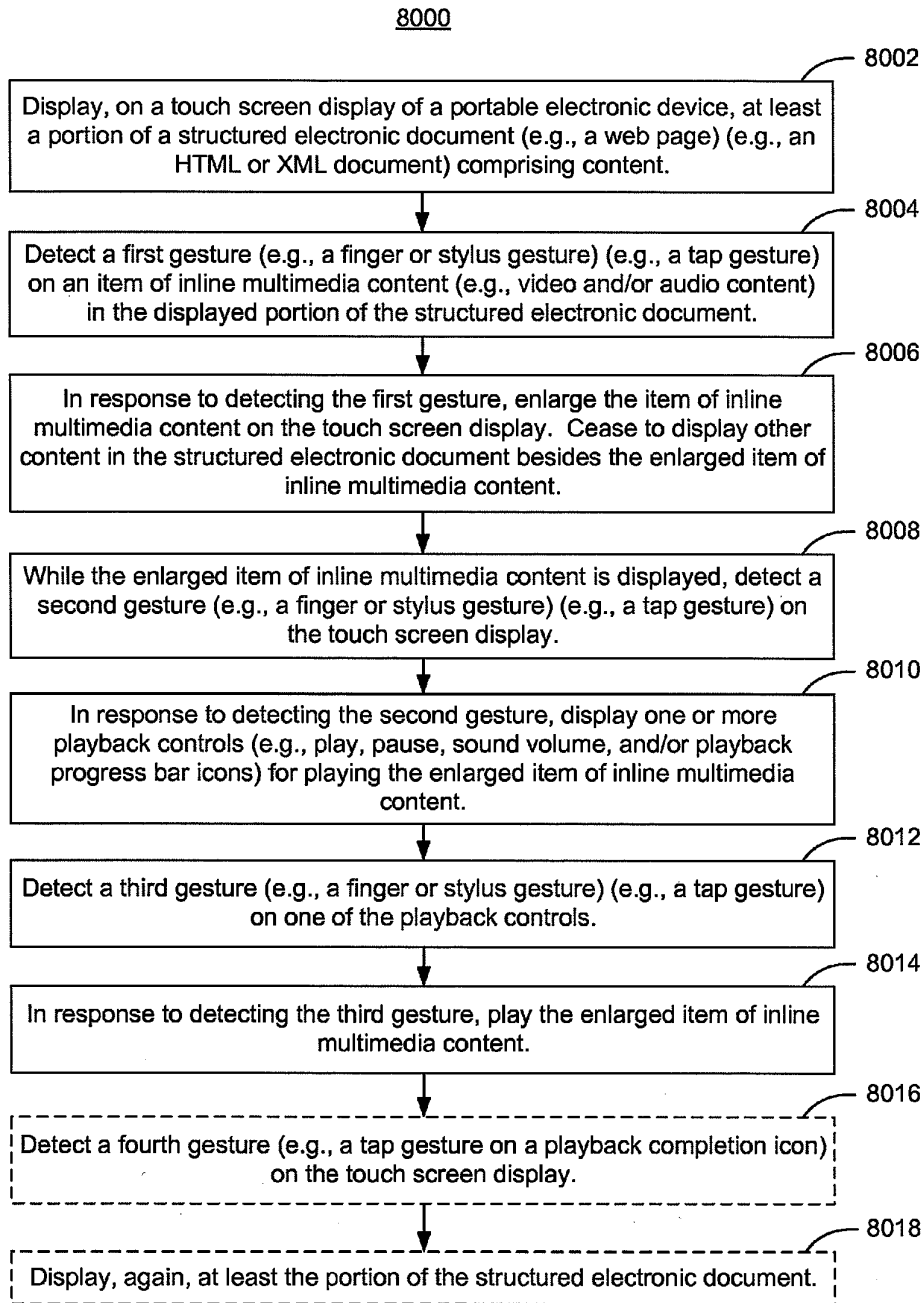 8000
8002
Display, on a touch screen display of a portable electronic device, at least
a portion of a structured electronic document (e.g., a web page) (e.g., an
HTML or XML document) comprising content.
8004
Detect a first gesture (e.g., a finger or stylus gesture) (e.g., a tap gesture)
on an item of inline multimedia content (e.g., video and/or audio content)
in the displayed portion of the structured electronic document.
8006
In response to detecting the first gesture, enlarge the item of inline
multimedia content on the touch screen display. Cease to display other
content in the structured electronic document besides the enlarged item of
inline multimedia content.
8008
While the enlarged item of inline multimedia content is displayed, detect a
second gesture (e.g., a finger or stylus gesture) (e.g., a tap gesture) on
the touch screen display.
8010
In response to detecting the second gesture, display one or more
playback controls (e.g., play, pause, sound volume, and/or playback
progress bar icons) for playing the enlarged item of inline multimedia
content.
8012
Detect a third gesture (e.g., a finger or stylus gesture) (e.g., a tap gesture)
on one of the playback controls.
8014
In response to detecting the third gesture, play the enlarged item of inline
multimedia content.
8016
Detect a fourth gesture (e.g., a tap gesture on a playback completion icon)
on the touch screen display.
8018
Display, again, at least the portion of the structured electronic document.